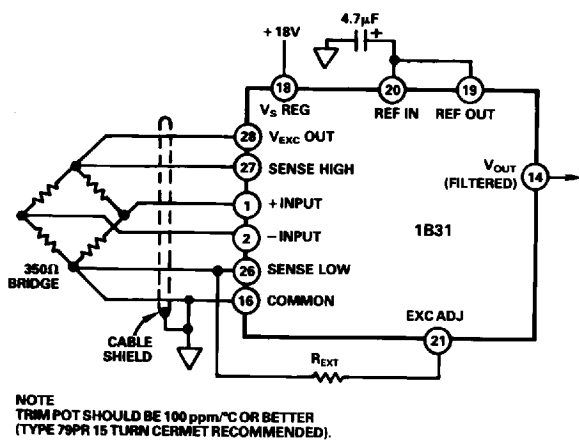 4.7μF
+
+18V
18
20
19
VS REG
REF IN
REF OUT
28
VEXC OUT
27
SENSE HIGH
14
VOUT
(FILTERED)
1
+INPUT
1B31
2
−INPUT
350Ω
BRIDGE
26
SENSE LOW
16
COMMON
EXC ADJ
21
CABLE
SHIELD
REXT
NOTE
TRIM POT SHOULD BE 100 ppm/°C OR BETTER
(TYPE 79PR 15 TURN CERMET RECOMMENDED).